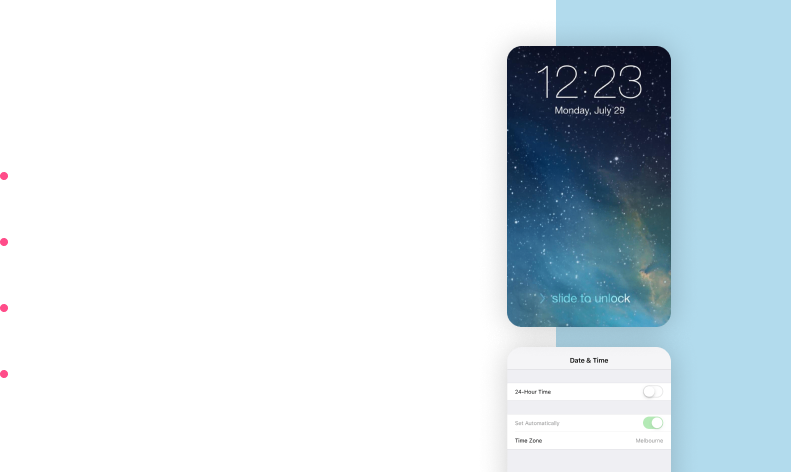 12:23
Monday, July 29
slide to unlock
Date & Time
24-Hour Time
Set Automatically
Time Zone Melbourne